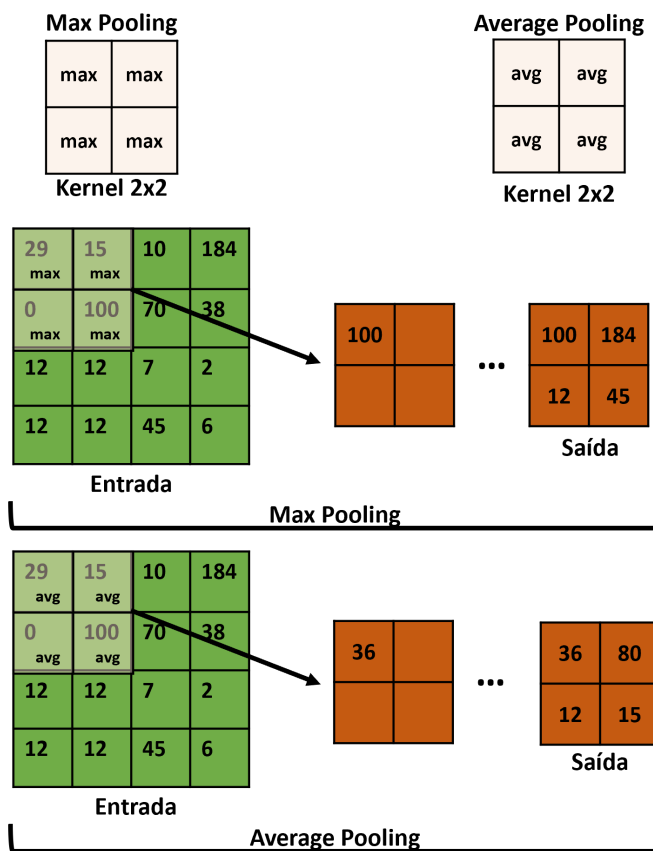 Max Pooling
Average Pooling
max max
max max
Kernel 2x2
avg avg
avg avg
Kernel 2x2
29 15 10 184
max max
0 100 70 38
max max
12 12 7 2
12 12 45 6
Entrada
100
...
100 184
12 45
Saída
Max Pooling
29 15 10 184
avg avg
0 100 70 38
avg avg
12 12 7 2
12 12 45 6
Entrada
36
...
36 80
12 15
Saída
Average Pooling